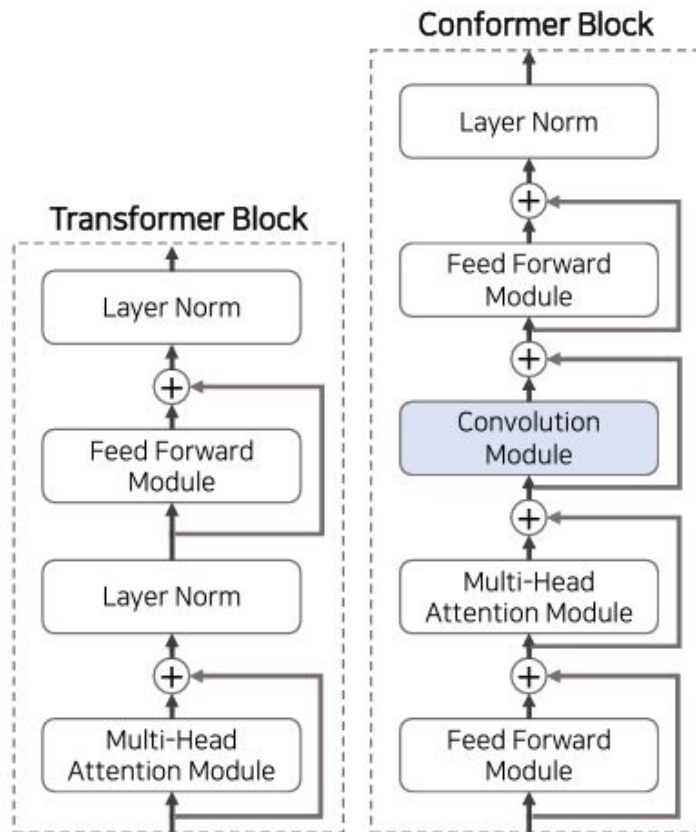 Transformer Block
Layer Norm
+
Feed Forward
Module
Layer Norm
+
Multi-Head
Attention Module
Conformer Block
Layer Norm
+
Feed Forward
Module
+
Convolution
Module
+
Multi-Head
Attention Module
+
Feed Forward
Module